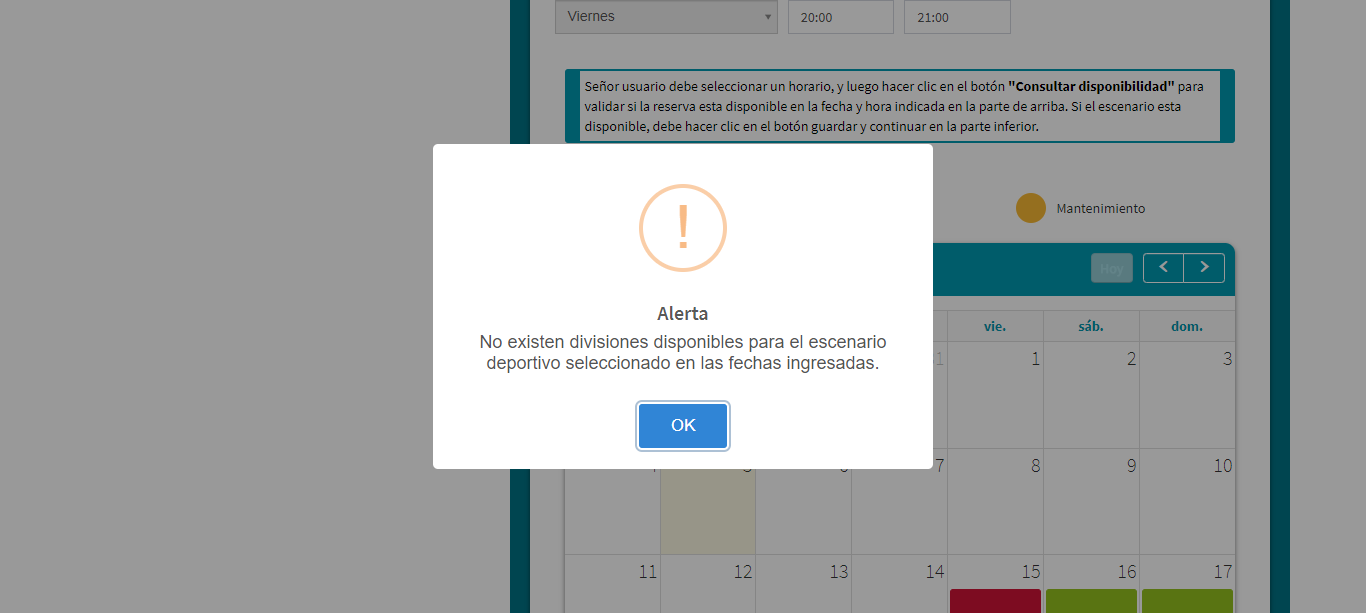 Viernes
20:00
21:00
Señor usuario debe seleccionar un horario, y luego hacer clic en el botón "Consultar disponibilidad" para
validar si la reserva esta disponible en la fecha y hora indicada en la parte de arriba. Si el escenario esta
disponible, debe hacer clic en el botón guardar y continuar en la parte inferior.
Mantenimiento
Hoy
!
Alerta
No existen divisiones disponibles para el escenario
deportivo seleccionado en las fechas ingresadas.
OK
vie. sáb. dom.
1 2 3
7 8 9 10
11 12 13 14 15 16 17